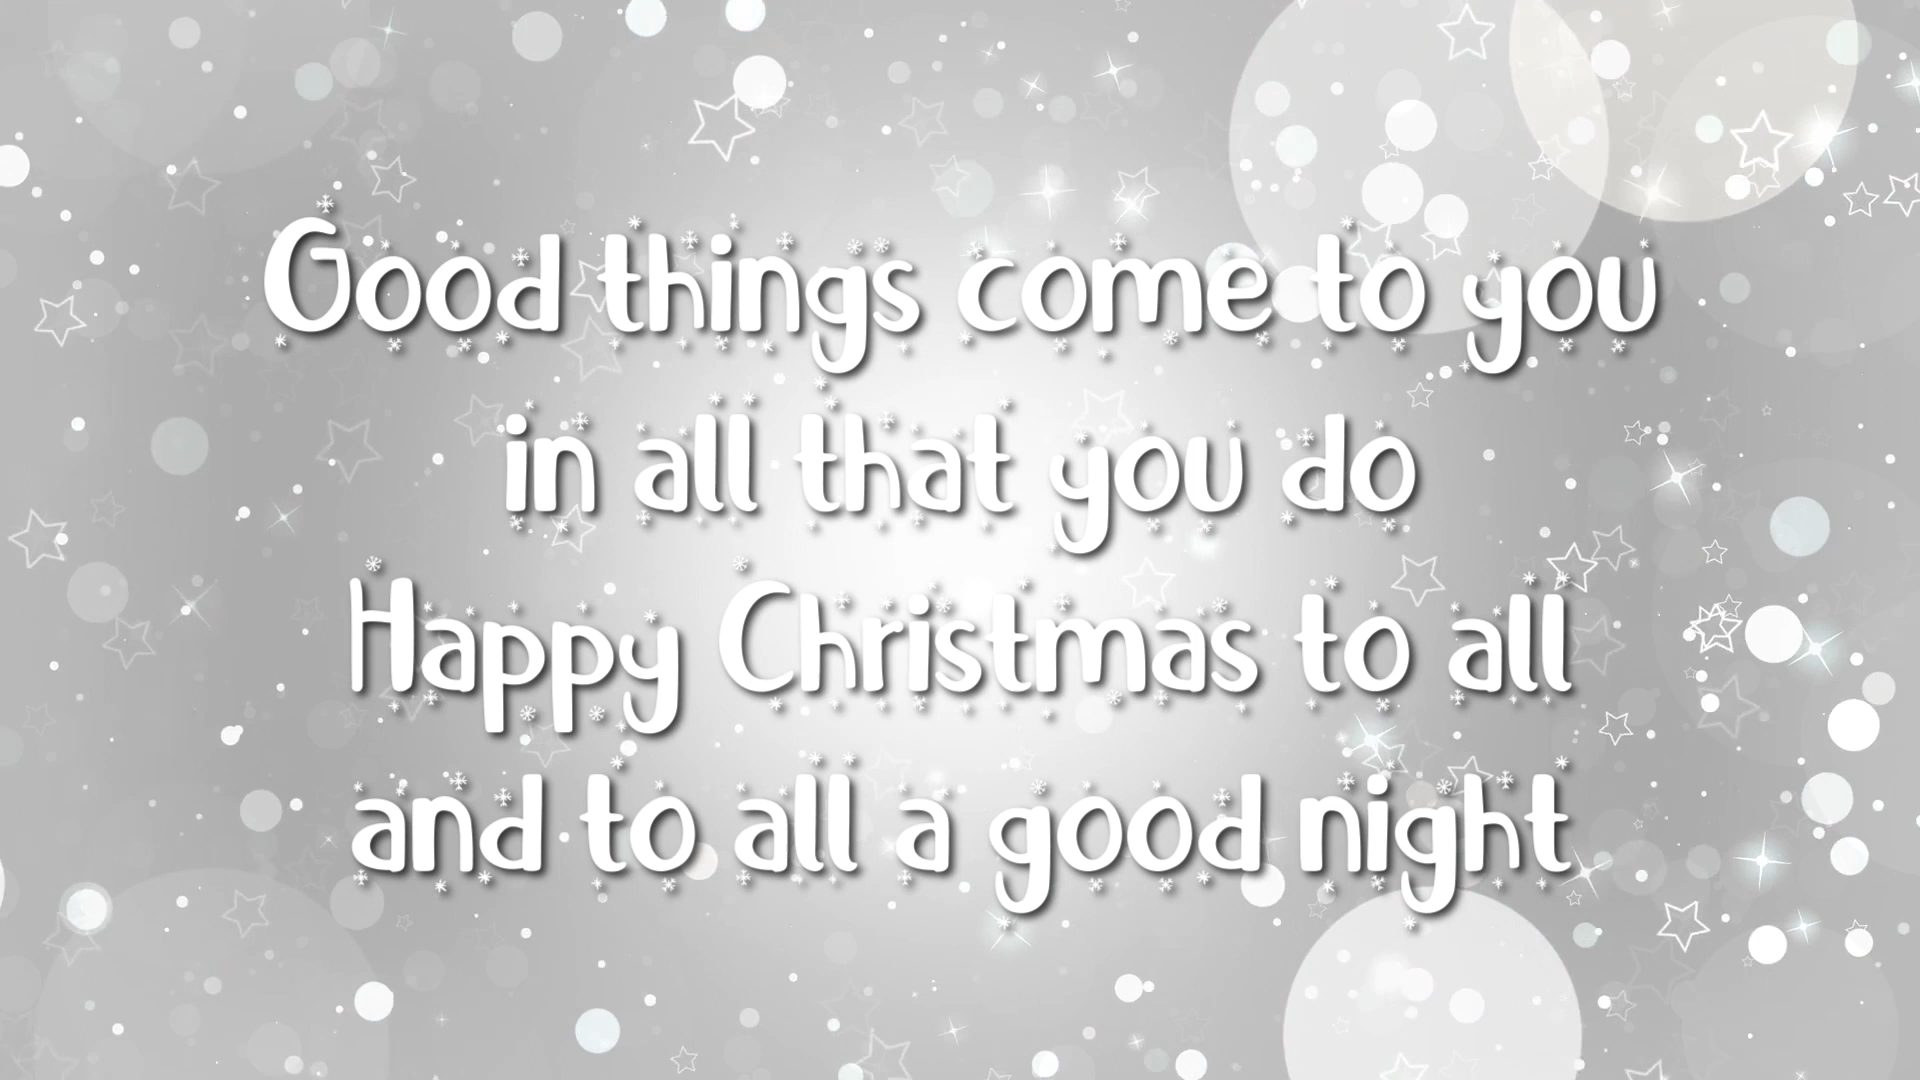 Good things come to you
in all that you do
Happy Christmas to all
and to all a good night